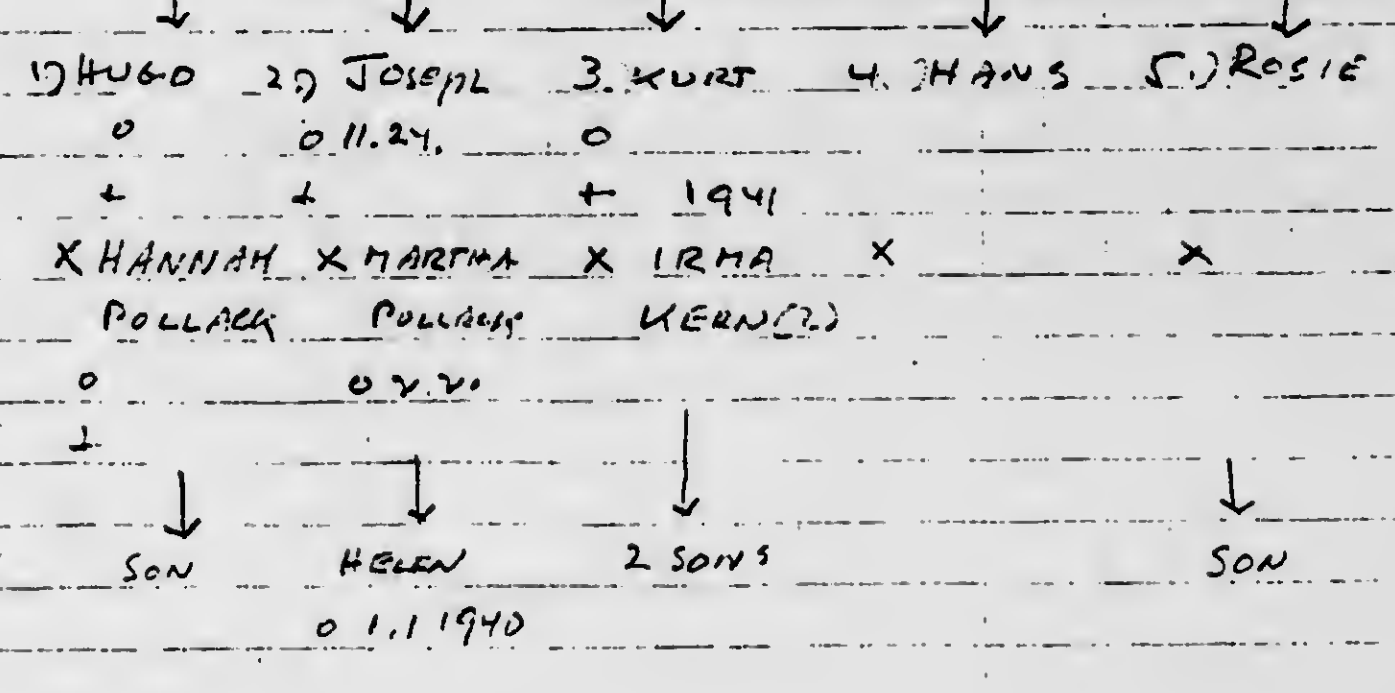 1) HUGO 2.) JOSEPH 3. KURT 4.) HANS 5.) ROSIE
o o 11.24. o
+ + + 1941
X HANNAH X MARTHA X IRMA X X
POLLACK POLLACK KERN(?)
o o 2.20
+
SON HELEN 2 SONS SON
o 1.1 1940